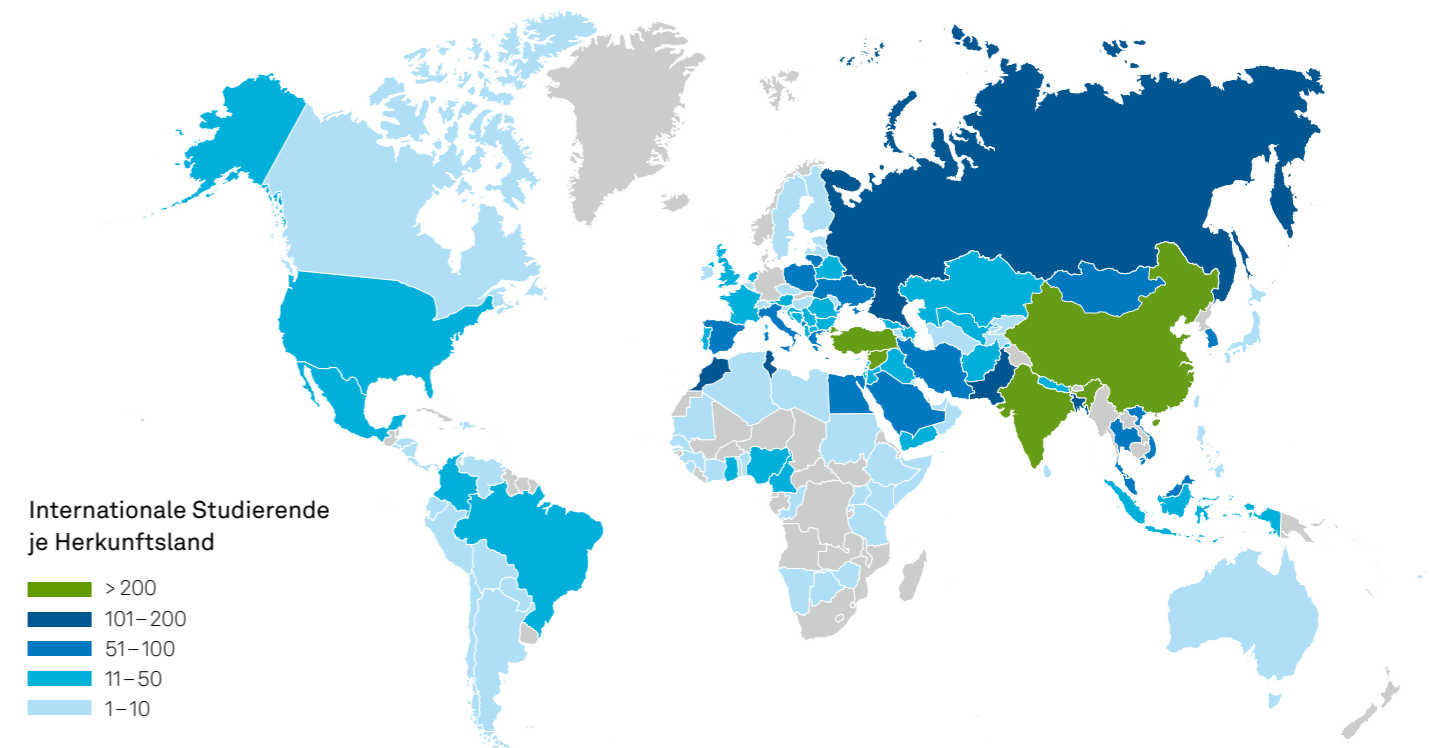 Internationale Studierende
je Herkunftsland
> 200
101–200
51–100
11–50
1–10